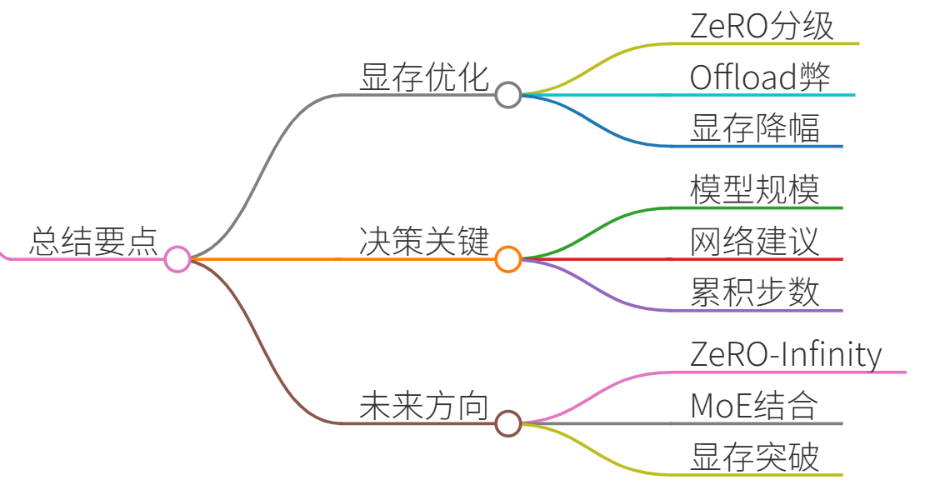 总结要点
显存优化
ZeRO分级
Offload弊
显存降幅
决策关键
模型规模
网络建议
累积步数
未来方向
ZeRO-Infinity
MoE结合
显存突破